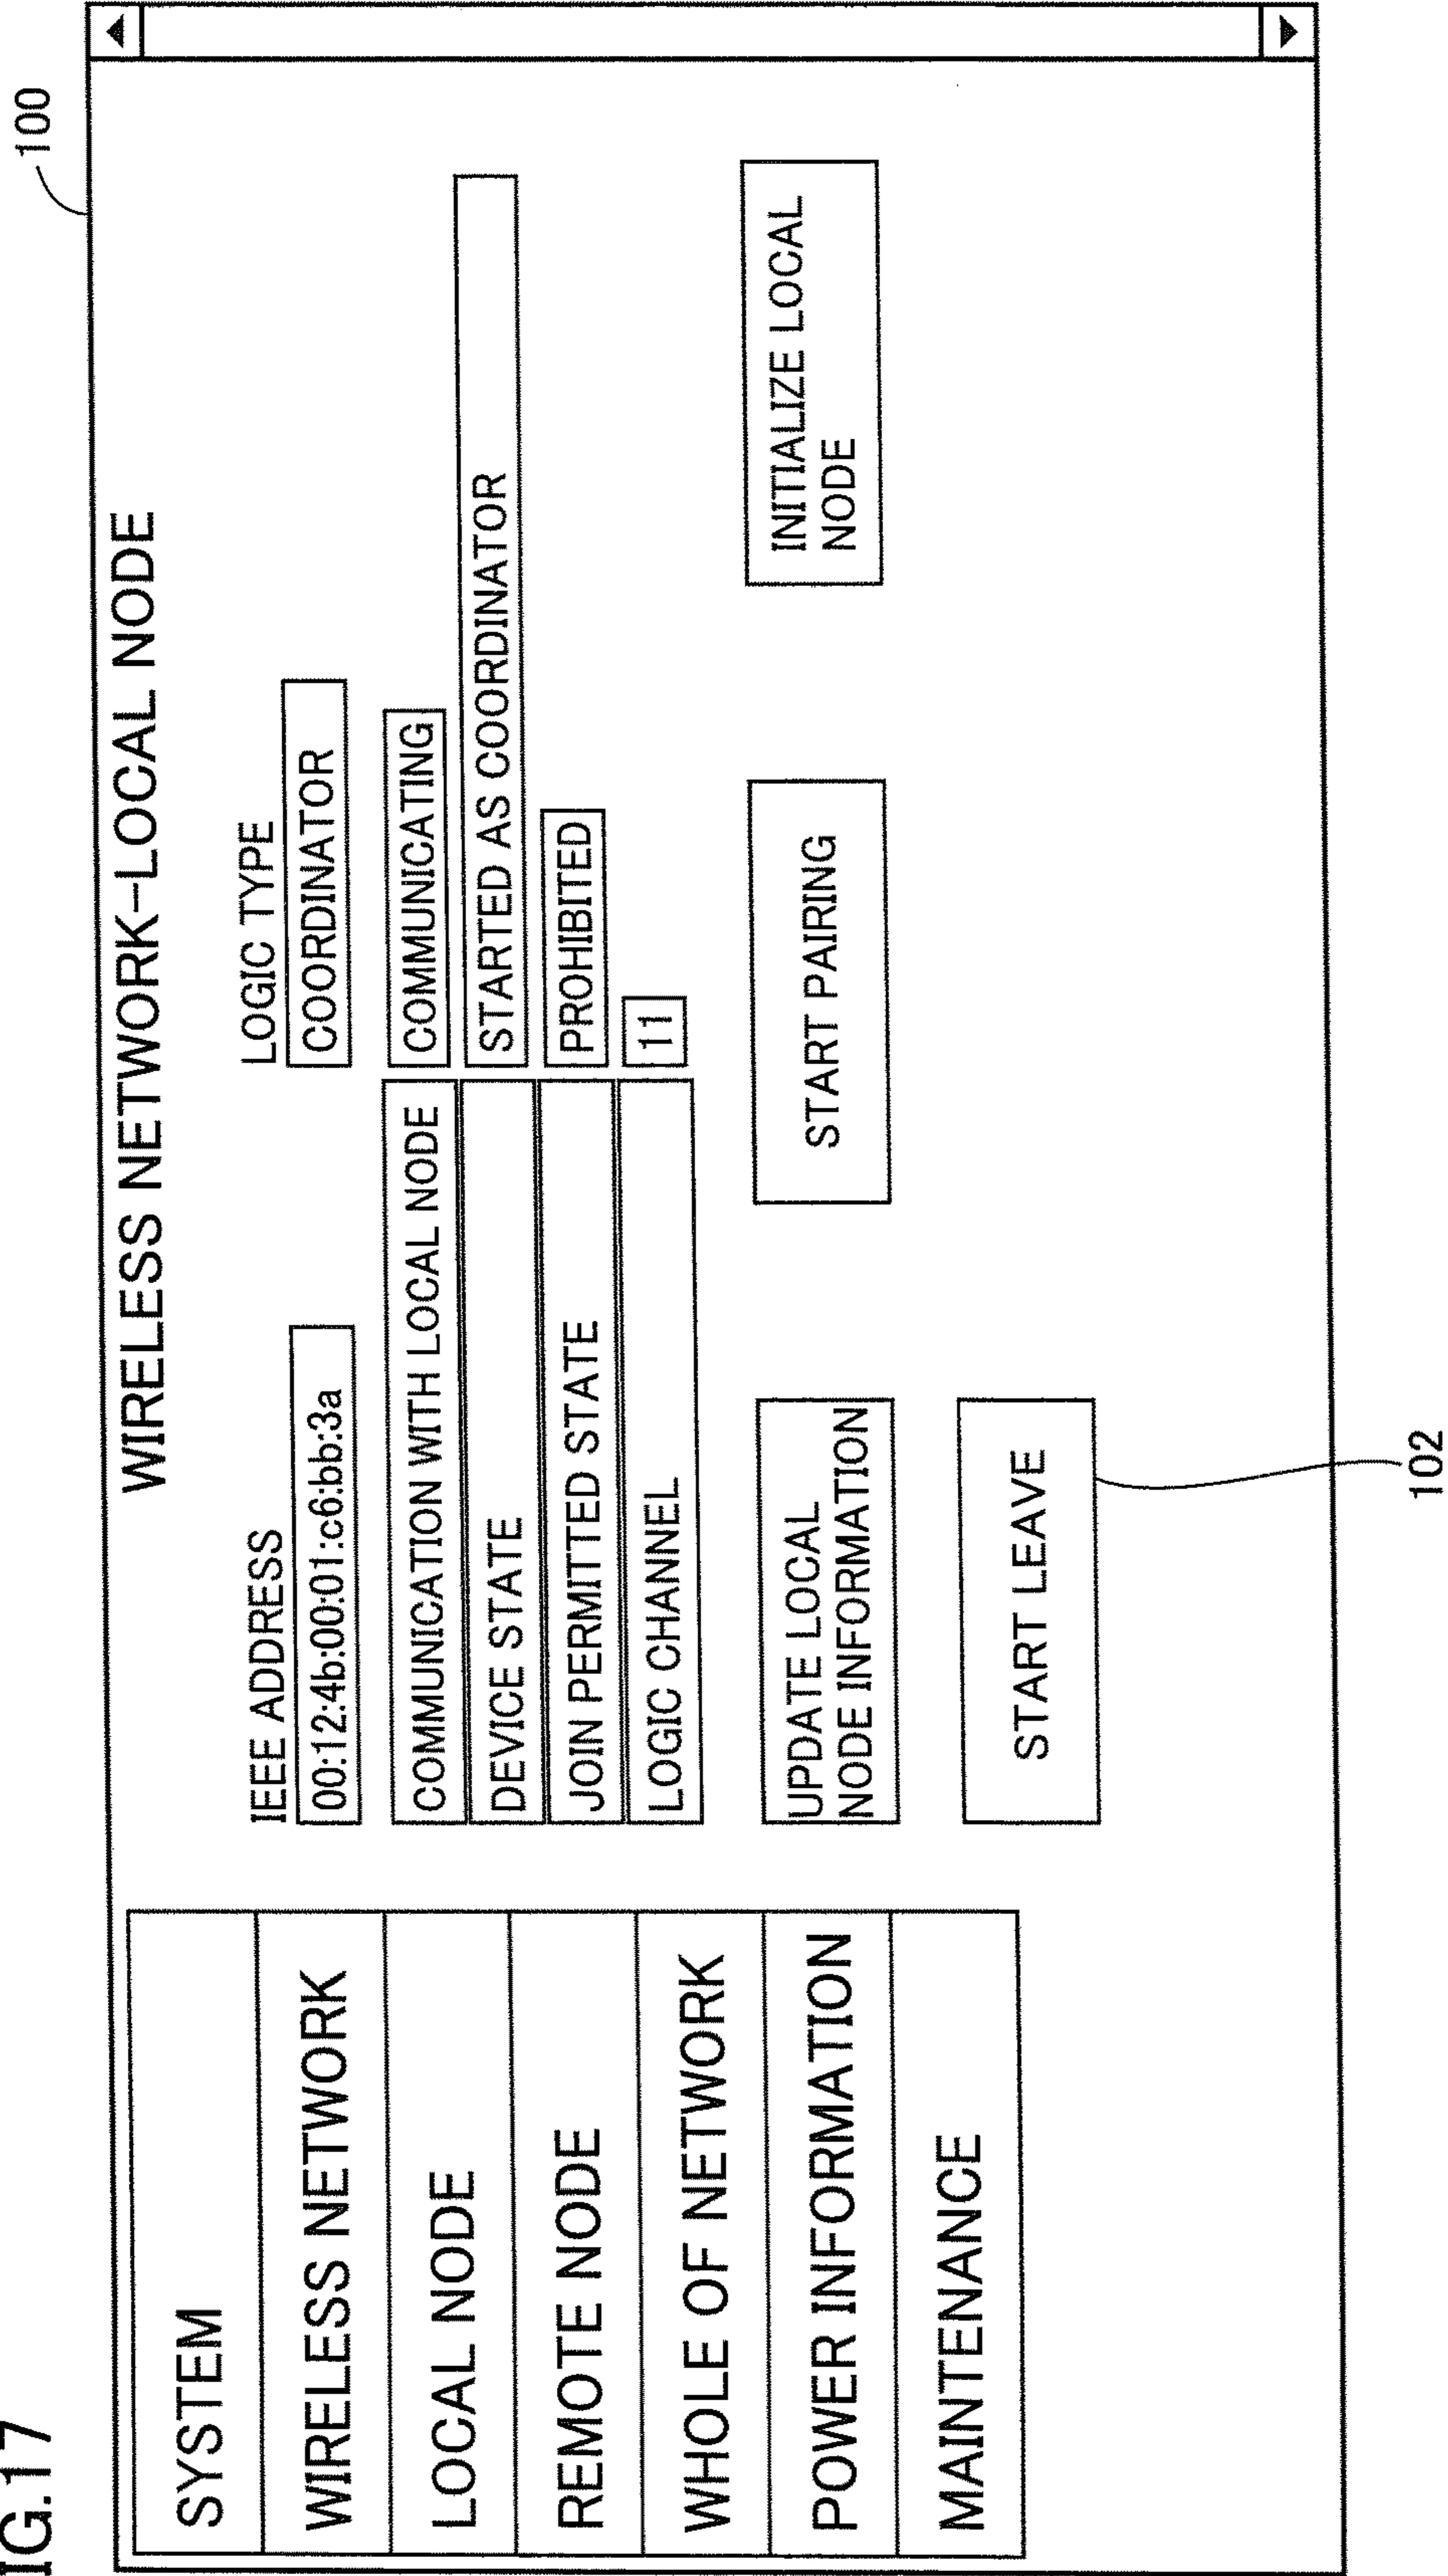 IG.17
100
WIRELESS NETWORK-LOCAL NODE
SYSTEM
WIRELESS NETWORK
LOCAL NODE
REMOTE NODE
WHOLE OF NETWORK
POWER INFORMATION
MAINTENANCE
IEEE ADDRESS
00:12:4b:00:01:c6:bb:3a
LOGIC TYPE
COORDINATOR
COMMUNICATION WITH LOCAL NODE
COMMUNICATING
DEVICE STATE
STARTED AS COORDINATOR
JOIN PERMITTED STATE
PROHIBITED
LOGIC CHANNEL
11
UPDATE LOCAL
NODE INFORMATION
START PAIRING
INITIALIZE LOCAL
NODE
START LEAVE
102